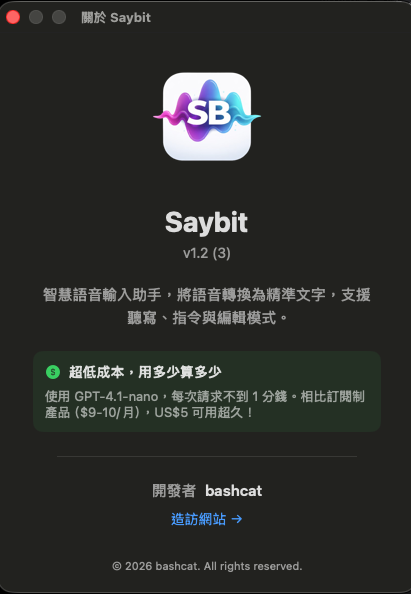 關於 Saybit
SB
Saybit
v1.2 (3)
智慧語音輸入助手，將語音轉換為精準文字，支援
聽寫、指令與編輯模式。
$ 超低成本，用多少算多少
使用 GPT-4.1-nano，每次請求不到 1 分錢。相比訂閱制
產品 ($9-10/月)，US$5 可用超久！
開發者 bashcat
造訪網站 →
© 2026 bashcat. All rights reserved.